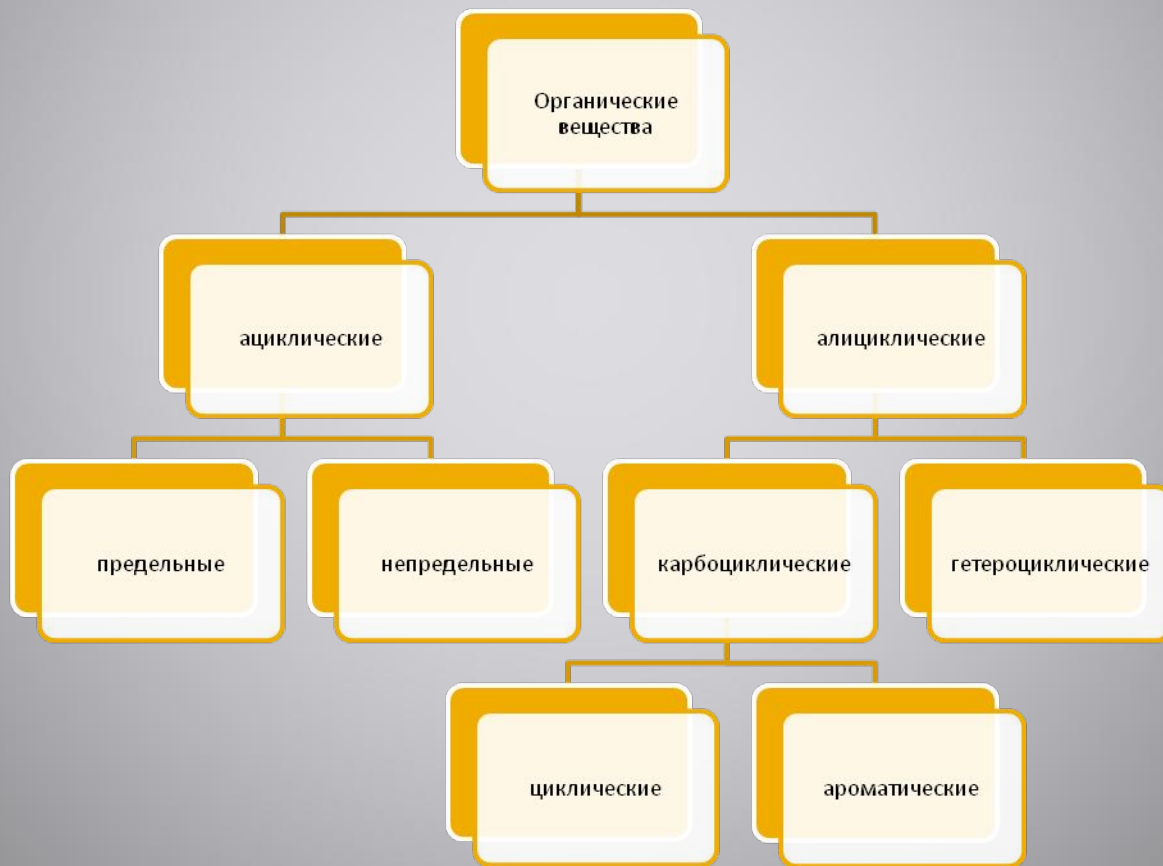 Органические
вещества
ациклические
алициклические
предельные
непредельные
карбоциклические
гетероциклические
циклические
ароматические